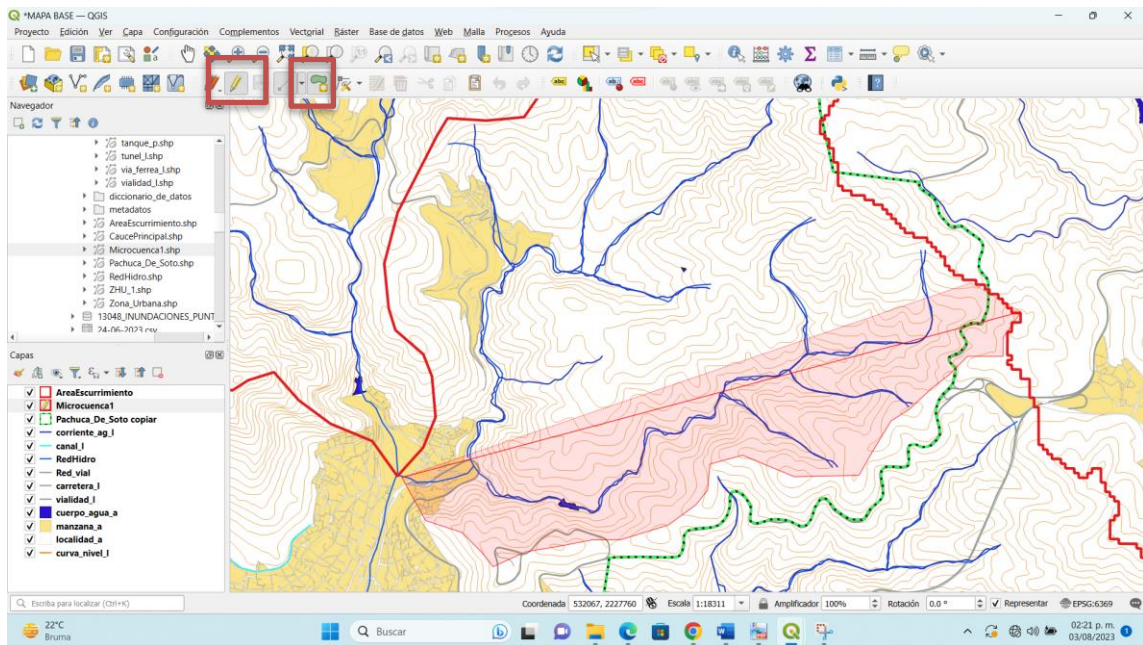 *MAPA BASE — QGIS
Proyecto Edición Ver Capa Configuración Complementos Vectorial Ráster Base de datos Web Malla Procesos Ayuda
Navegador
tanque_p.shp
tunel_l.shp
via_ferrea_l.shp
vialidad_l.shp
diccionario_de_datos
metadatos
AreaEscurrimiento.shp
CaucePrincipal.shp
Microcuenca1.shp
Pachuca_De_Soto.shp
RedHidro.shp
ZHU_1.shp
Zona_Urbana.shp
13048_INUNDACIONES_PUNT
24-06-2023.csv
Capas
AreaEscurrimiento
Microcuenca1
Pachuca_De_Soto copiar
corriente_ag_l
canal_l
RedHidro
Red_vial
carretera_l
vialidad_l
cuerpo_agua_a
manzana_a
localidad_a
curva_nivel_l
Escriba para localizar (Ctrl+K)
Coordenada 532067, 2227760 Escala 1:18311 Amplificador 100% Rotación 0.0 ° Representar EPSG:6369
22°C
Bruma
Buscar
02:21 p. m.
03/08/2023
1